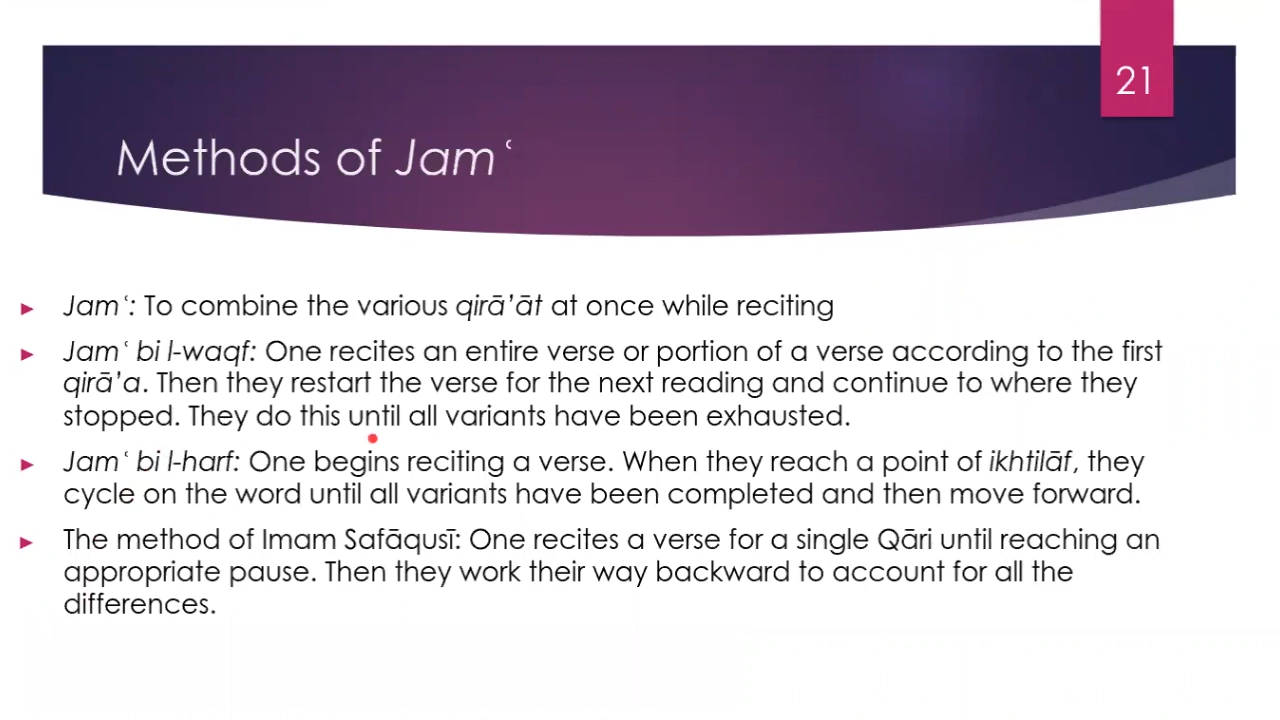 21
Methods of Jamʿ
Jamʿ: To combine the various qirā’āt at once while reciting
Jamʿ bi l-waqf: One recites an entire verse or portion of a verse according to the first
qirā’a. Then they restart the verse for the next reading and continue to where they
stopped. They do this until all variants have been exhausted.
Jamʿ bi l-harf: One begins reciting a verse. When they reach a point of ikhtilāf, they
cycle on the word until all variants have been completed and then move forward.
The method of Imam Safāqusī: One recites a verse for a single Qāri until reaching an
appropriate pause. Then they work their way backward to account for all the
differences.